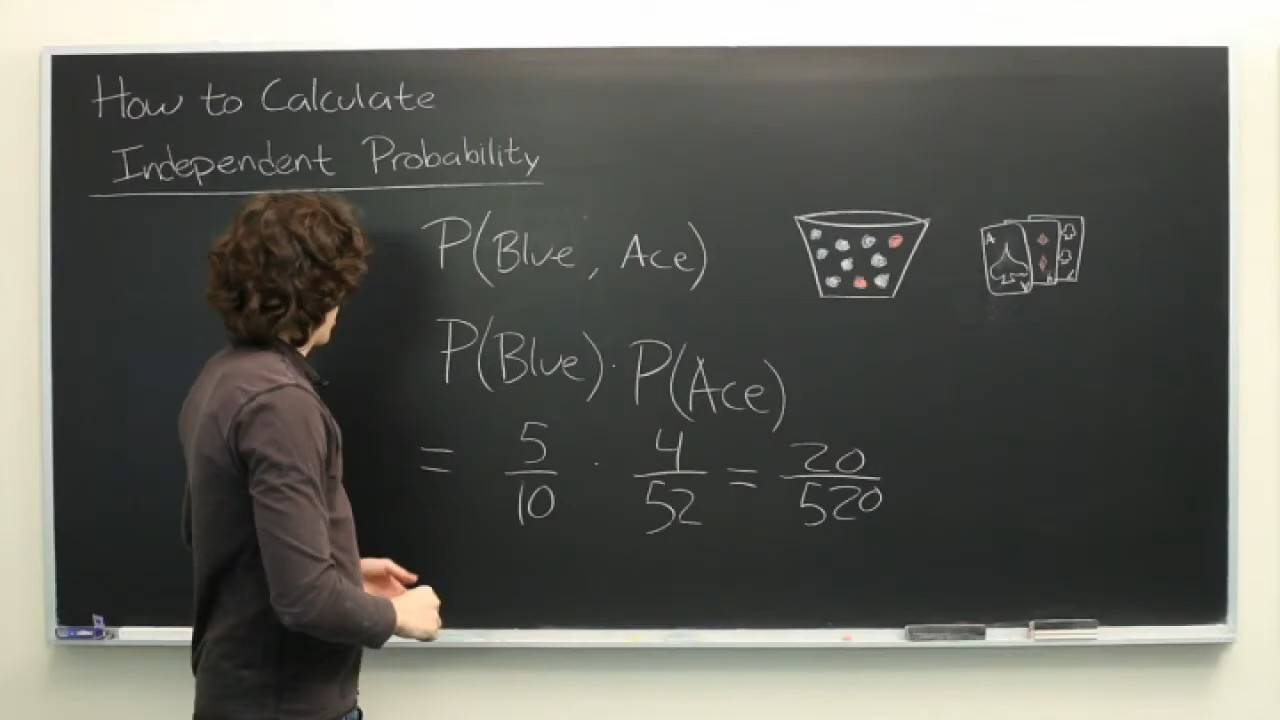 How to Calculate
Independent Probability
P(Blue, Ace)
P(Blue) · P(Ace)
= 5/10 · 4/52 = 20/520
A